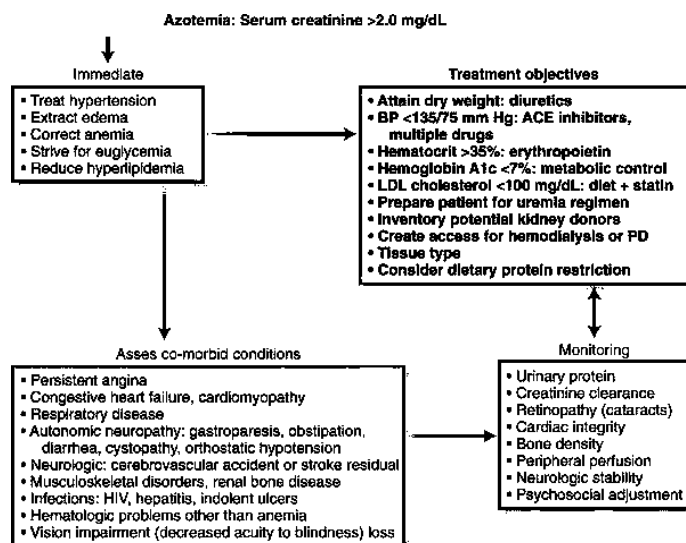 Azotemia: Serum creatinine >2.0 mg/dL
Immediate
• Treat hypertension
• Extract edema
• Correct anemia
• Strive for euglycemia
• Reduce hyperlipidemia
Treatment objectives
• Attain dry weight: diuretics
• BP <135/75 mm Hg: ACE inhibitors,
multiple drugs
• Hematocrit >35%: erythropoietin
• Hemoglobin A1c <7%: metabolic control
• LDL cholesterol <100 mg/dL: diet + statin
• Prepare patient for uremia regimen
• Inventory potential kidney donors
• Create access for hemodialysis or PD
• Tissue type
• Consider dietary protein restriction
Asses co-morbid conditions
• Persistent angina
• Congestive heart failure, cardiomyopathy
• Respiratory disease
• Autonomic neuropathy: gastroparesis, obstipation,
diarrhea, cystopathy, orthostatic hypotension
• Neurologic: cerebrovascular accident or stroke residual
• Musculoskeletal disorders, renal bone disease
• Infections: HIV, hepatitis, indolent ulcers
• Hematologic problems other than anemia
• Vision impairment (decreased acuity to blindness) loss
Monitoring
• Urinary protein
• Creatinine clearance
• Retinopathy (cataracts)
• Cardiac integrity
• Bone density
• Peripheral perfusion
• Neurologic stability
• Psychosocial adjustment